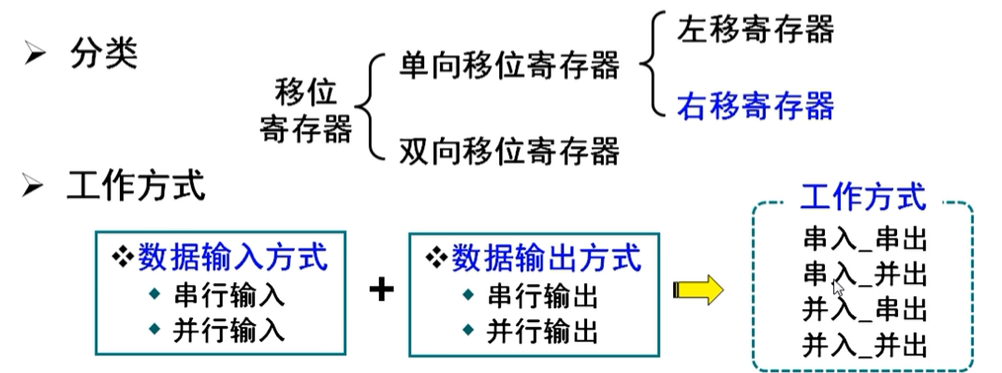 分类
移位
寄存器
单向移位寄存器
左移寄存器
右移寄存器
双向移位寄存器
工作方式
数据输入方式
串行输入
并行输入
+
数据输出方式
串行输出
并行输出
工作方式
串入_串出
串入_并出
并入_串出
并入_并出